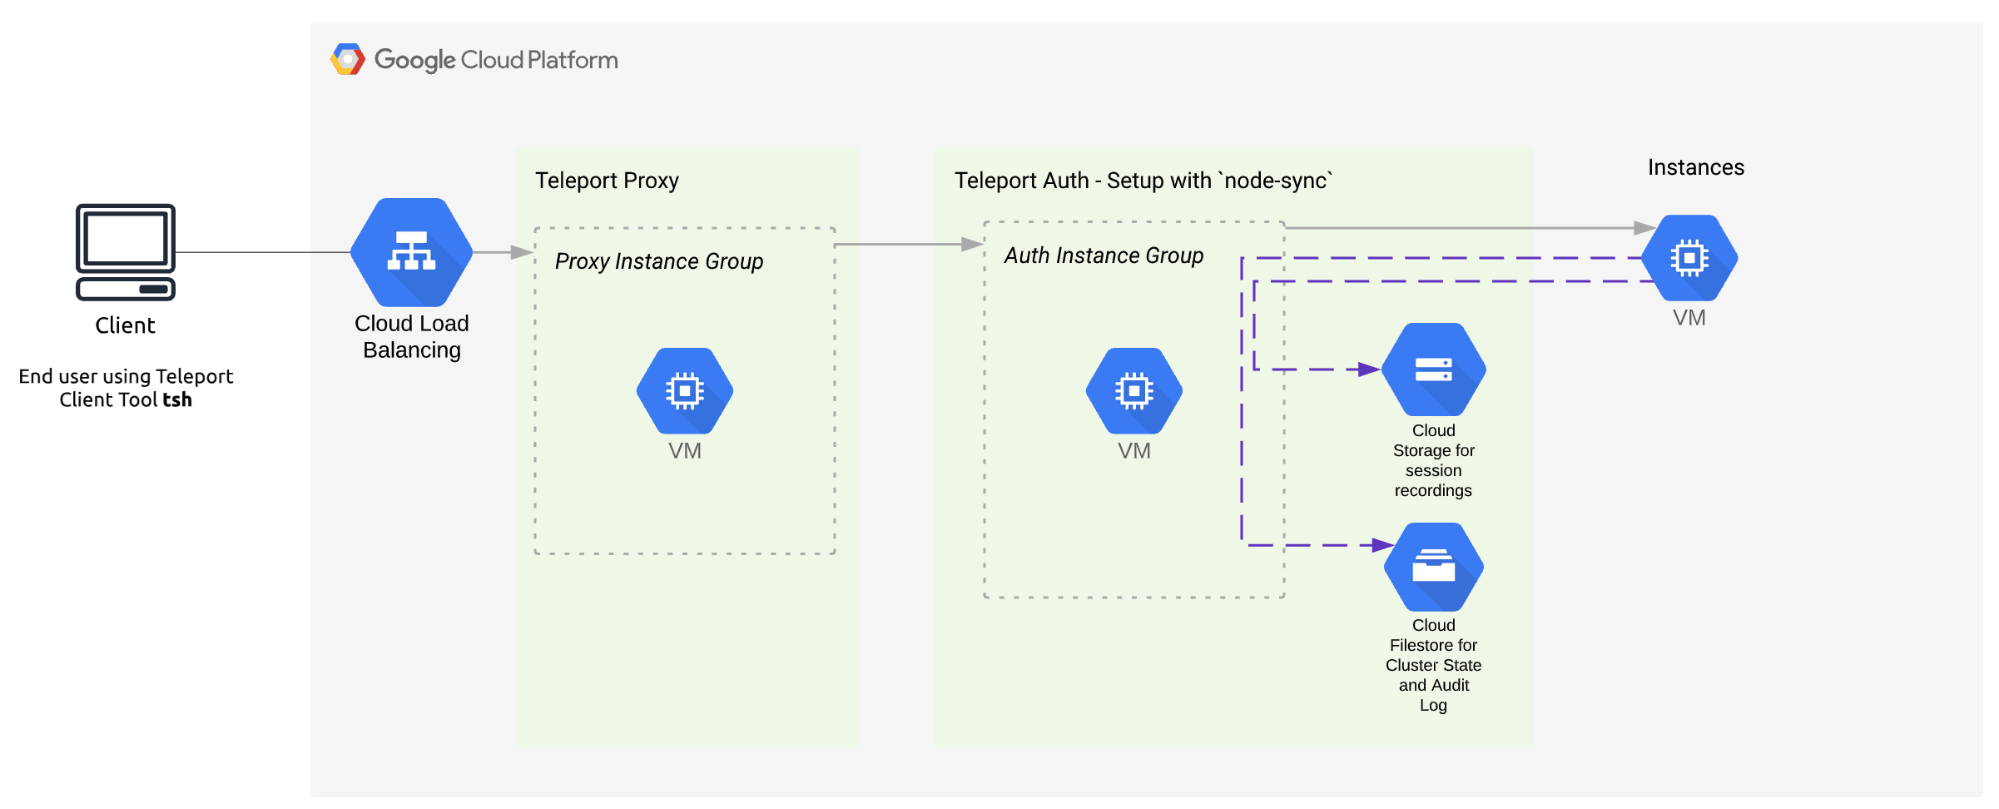 Google Cloud Platform
Client
End user using Teleport
Client Tool tsh
Cloud Load
Balancing
Teleport Proxy
Proxy Instance Group
VM
Teleport Auth - Setup with `node-sync`
Auth Instance Group
VM
Cloud
Storage for
session
recordings
Cloud
Filestore for
Cluster State
and Audit
Log
Instances
VM